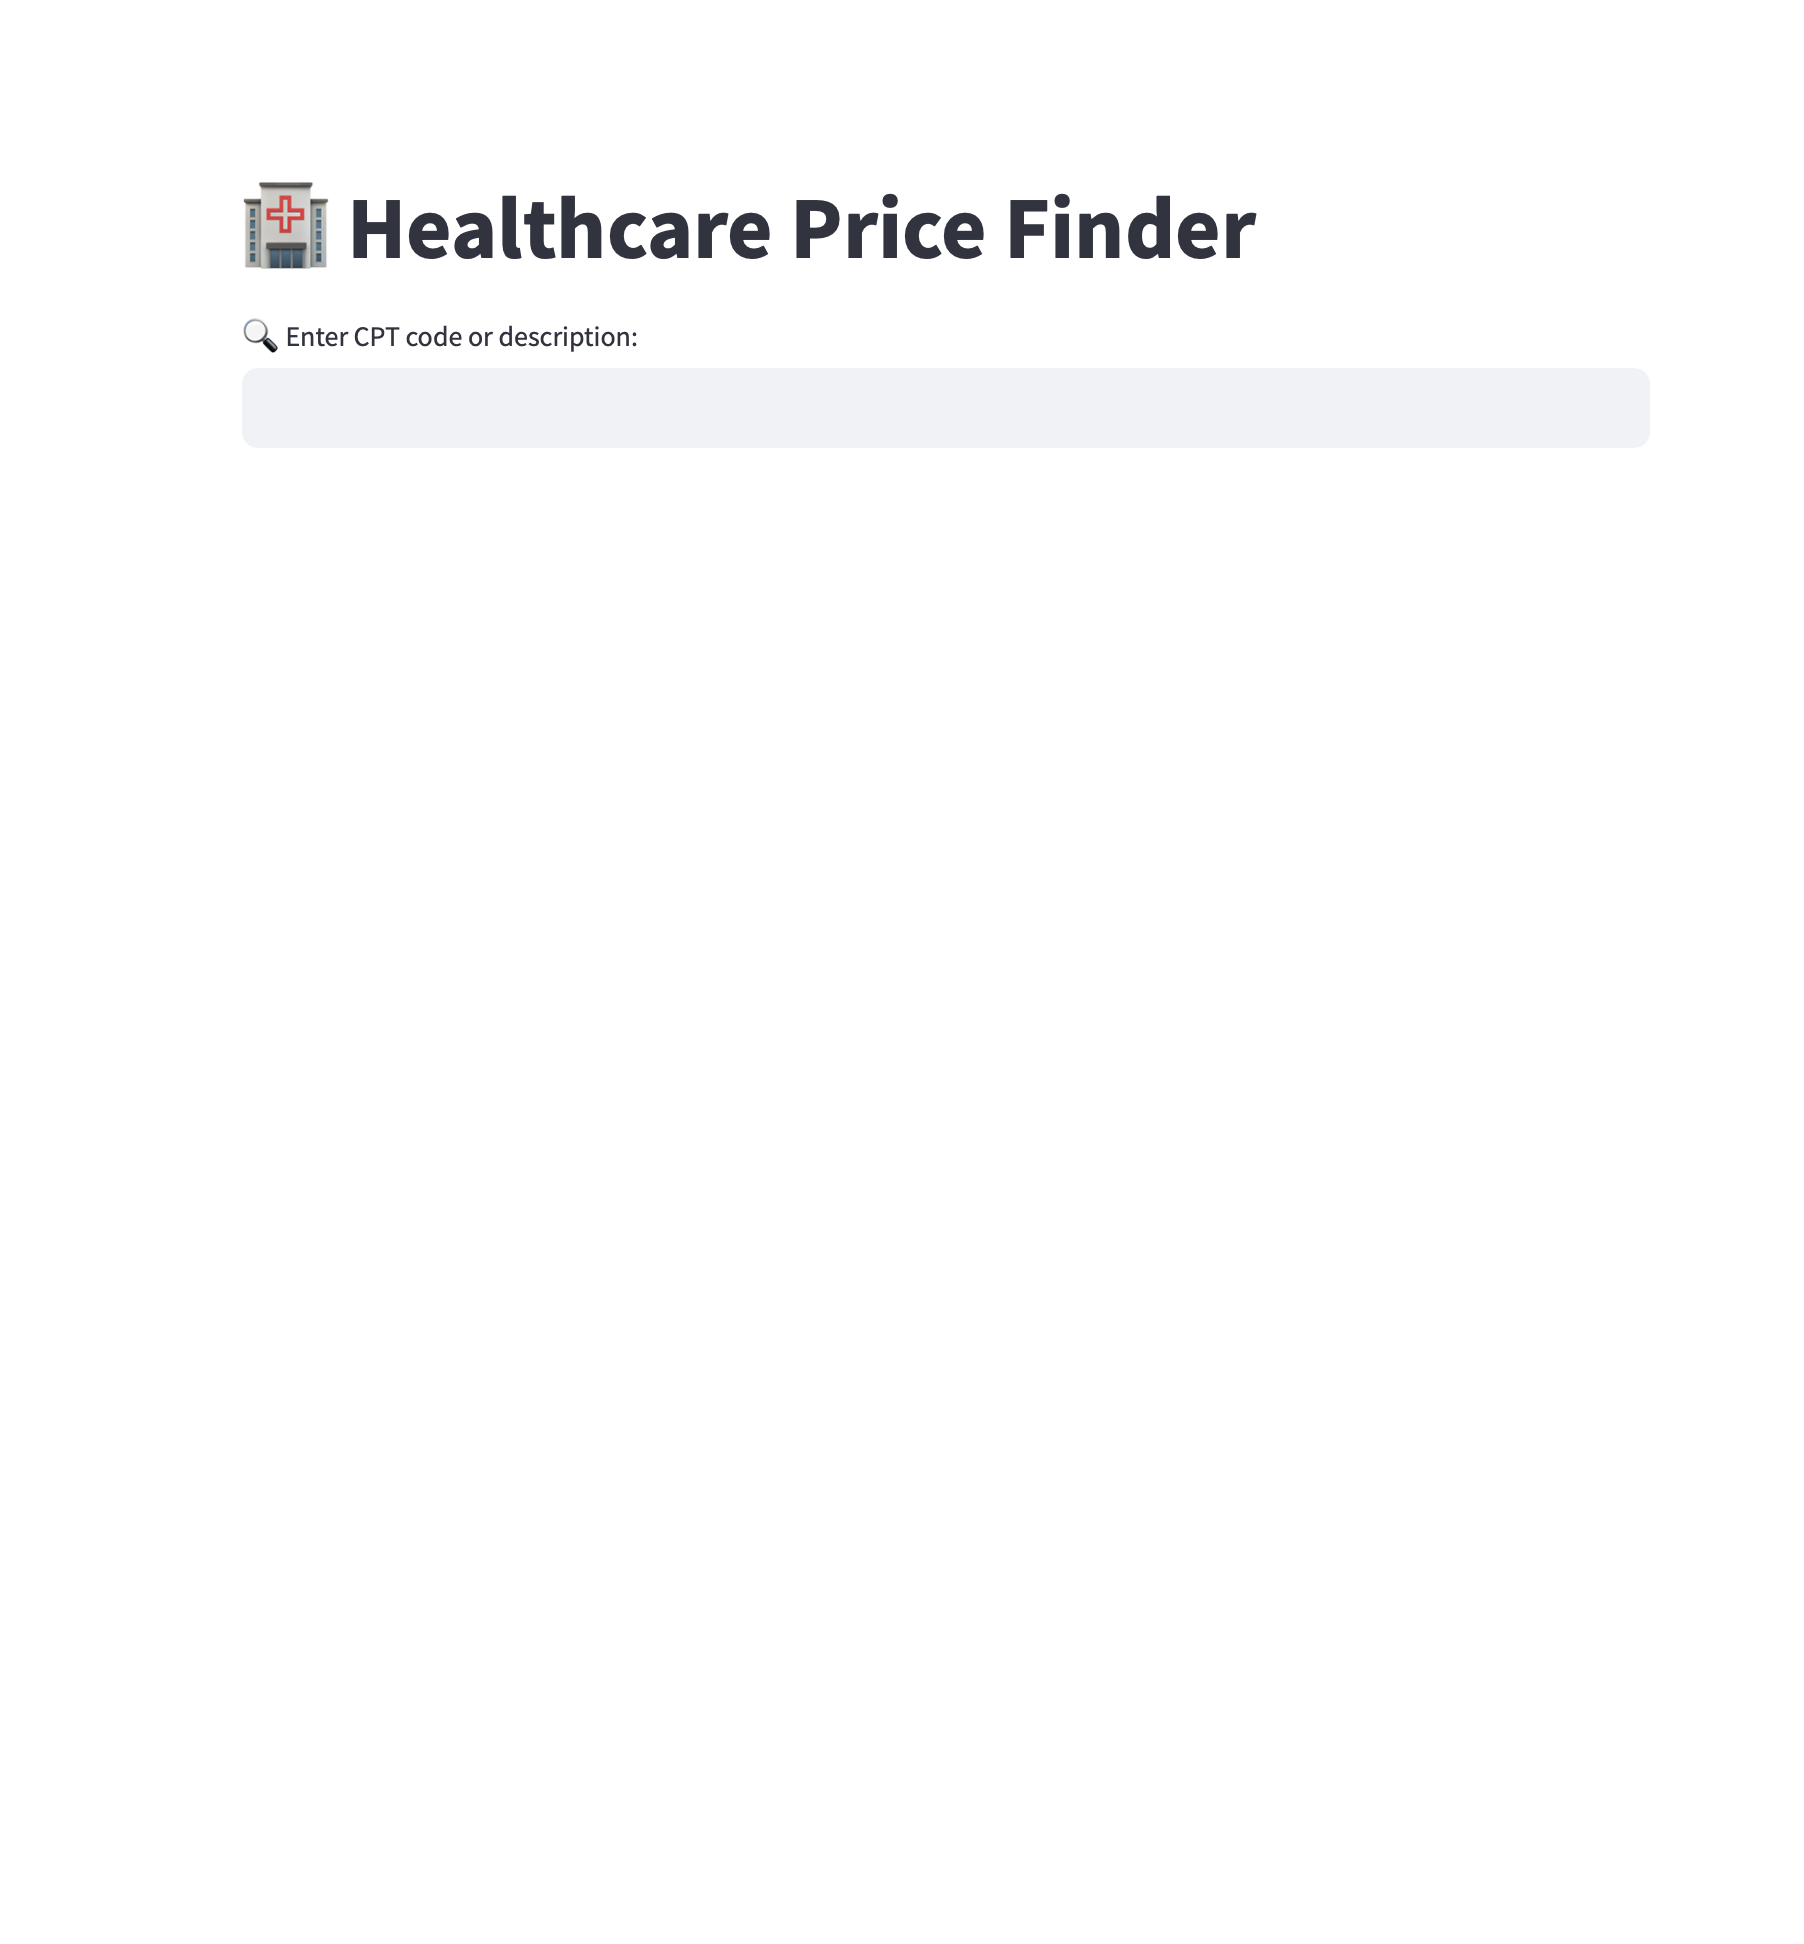 🏥 Healthcare Price Finder
🔍 Enter CPT code or description: